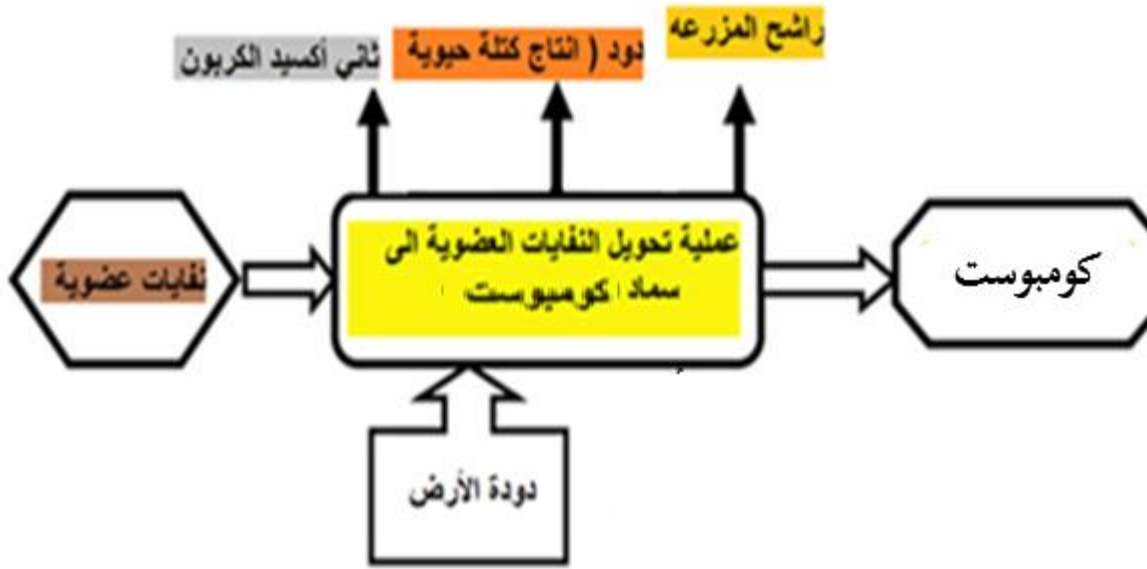 راشح المزرعه
دود ( انتاج كتلة حيوية
ثاني أكسيد الكربون
عملية تحويل النفايات العضوية الى
سماد كومبوست
كومبوست
نفايات عضوية
دودة الأرض